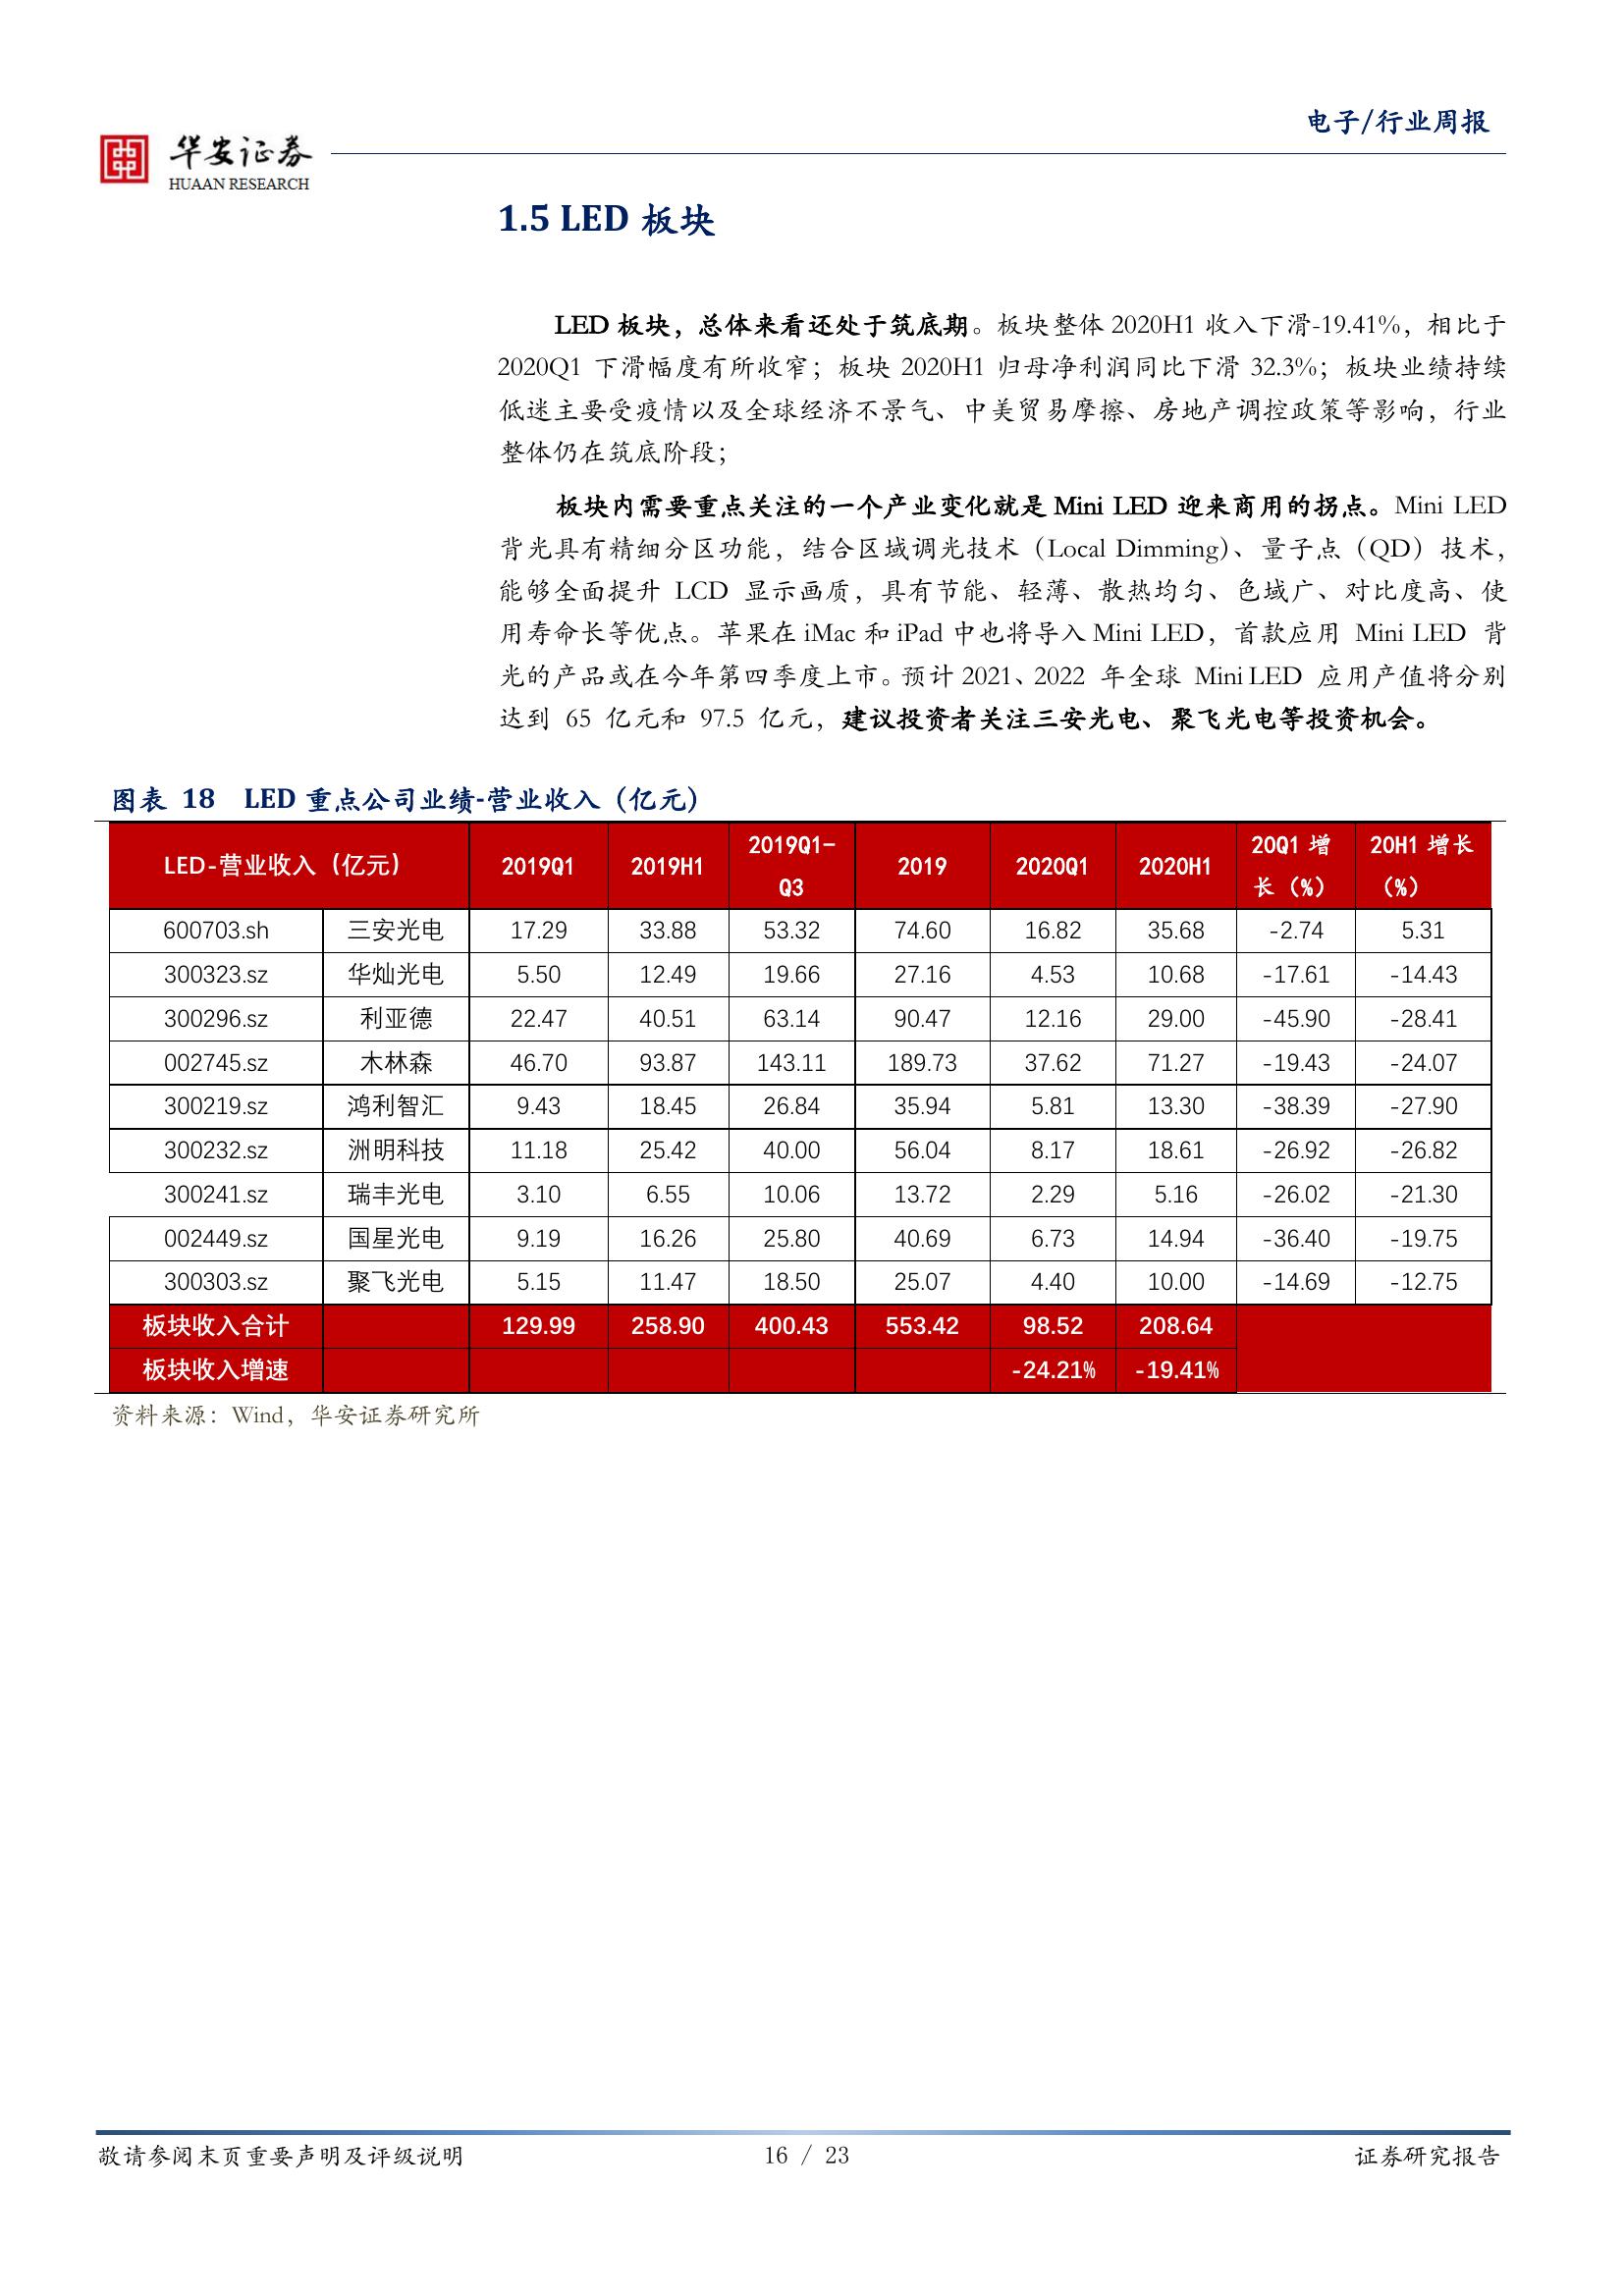 电子/行业周报
华安证券
HUAAN RESEARCH
1.5 LED 板块
LED 板块，总体来看还处于筑底期。板块整体 2020H1 收入下滑-19.41%，相比于
2020Q1 下滑幅度有所收窄；板块 2020H1 归母净利润同比下滑 32.3%；板块业绩持续
低迷主要受疫情以及全球经济不景气、中美贸易摩擦、房地产调控政策等影响，行业
整体仍在筑底阶段；
板块内需要重点关注的一个产业变化就是 Mini LED 迎来商用的拐点。Mini LED
背光具有精细分区功能，结合区域调光技术（Local Dimming）、量子点（QD）技术，
能够全面提升 LCD 显示画质，具有节能、轻薄、散热均匀、色域广、对比度高、使
用寿命长等优点。苹果在 iMac 和 iPad 中也将导入 Mini LED，首款应用 Mini LED 背
光的产品或在今年第四季度上市。预计 2021、2022 年全球 Mini LED 应用产值将分别
达到 65 亿元和 97.5 亿元，建议投资者关注三安光电、聚飞光电等投资机会。
图表 18 LED 重点公司业绩-营业收入（亿元）
LED-营业收入（亿元） 2019Q1 2019H1 2019Q1-Q3 2019 2020Q1 2020H1 20Q1 增长（%） 20H1 增长（%）
600703.sh 三安光电 17.29 33.88 53.32 74.60 16.82 35.68 -2.74 5.31
300323.sz 华灿光电 5.50 12.49 19.66 27.16 4.53 10.68 -17.61 -14.43
300296.sz 利亚德 22.47 40.51 63.14 90.47 12.16 29.00 -45.90 -28.41
002745.sz 木林森 46.70 93.87 143.11 189.73 37.62 71.27 -19.43 -24.07
300219.sz 鸿利智汇 9.43 18.45 26.84 35.94 5.81 13.30 -38.39 -27.90
300232.sz 洲明科技 11.18 25.42 40.00 56.04 8.17 18.61 -26.92 -26.82
300241.sz 瑞丰光电 3.10 6.55 10.06 13.72 2.29 5.16 -26.02 -21.30
002449.sz 国星光电 9.19 16.26 25.80 40.69 6.73 14.94 -36.40 -19.75
300303.sz 聚飞光电 5.15 11.47 18.50 25.07 4.40 10.00 -14.69 -12.75
板块收入合计 129.99 258.90 400.43 553.42 98.52 208.64
板块收入增速 -24.21% -19.41%
资料来源：Wind，华安证券研究所
敬请参阅末页重要声明及评级说明 16 / 23 证券研究报告